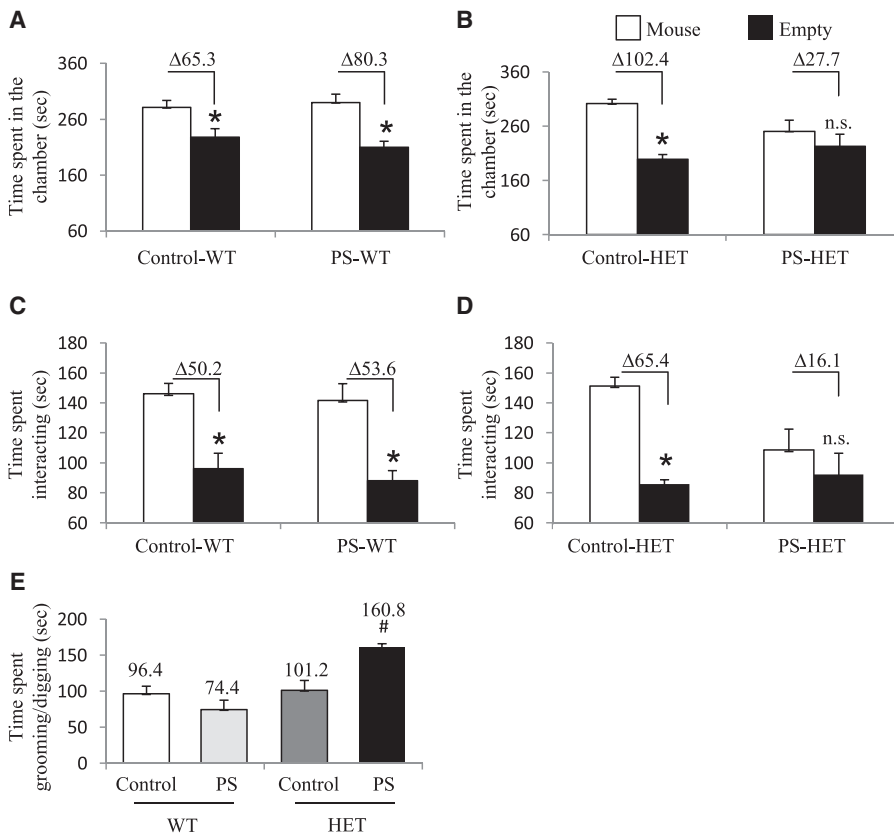 A
Time spent in the
chamber (sec)
360
260
160
60
Δ65.3
*
Δ80.3
*
Control-WT
PS-WT
B
Mouse
Empty
Time spent in the
chamber (sec)
360
260
160
60
Δ102.4
*
Δ27.7
n.s.
Control-HET
PS-HET
C
Time spent
interacting (sec)
180
160
140
120
100
80
60
Δ50.2
*
Δ53.6
*
Control-WT
PS-WT
D
Time spent
interacting (sec)
180
160
140
120
100
80
60
Δ65.4
*
Δ16.1
n.s.
Control-HET
PS-HET
E
Time spent
grooming/digging (sec)
200
150
100
50
0
96.4
74.4
101.2
160.8
#
Control
PS
Control
PS
WT
HET